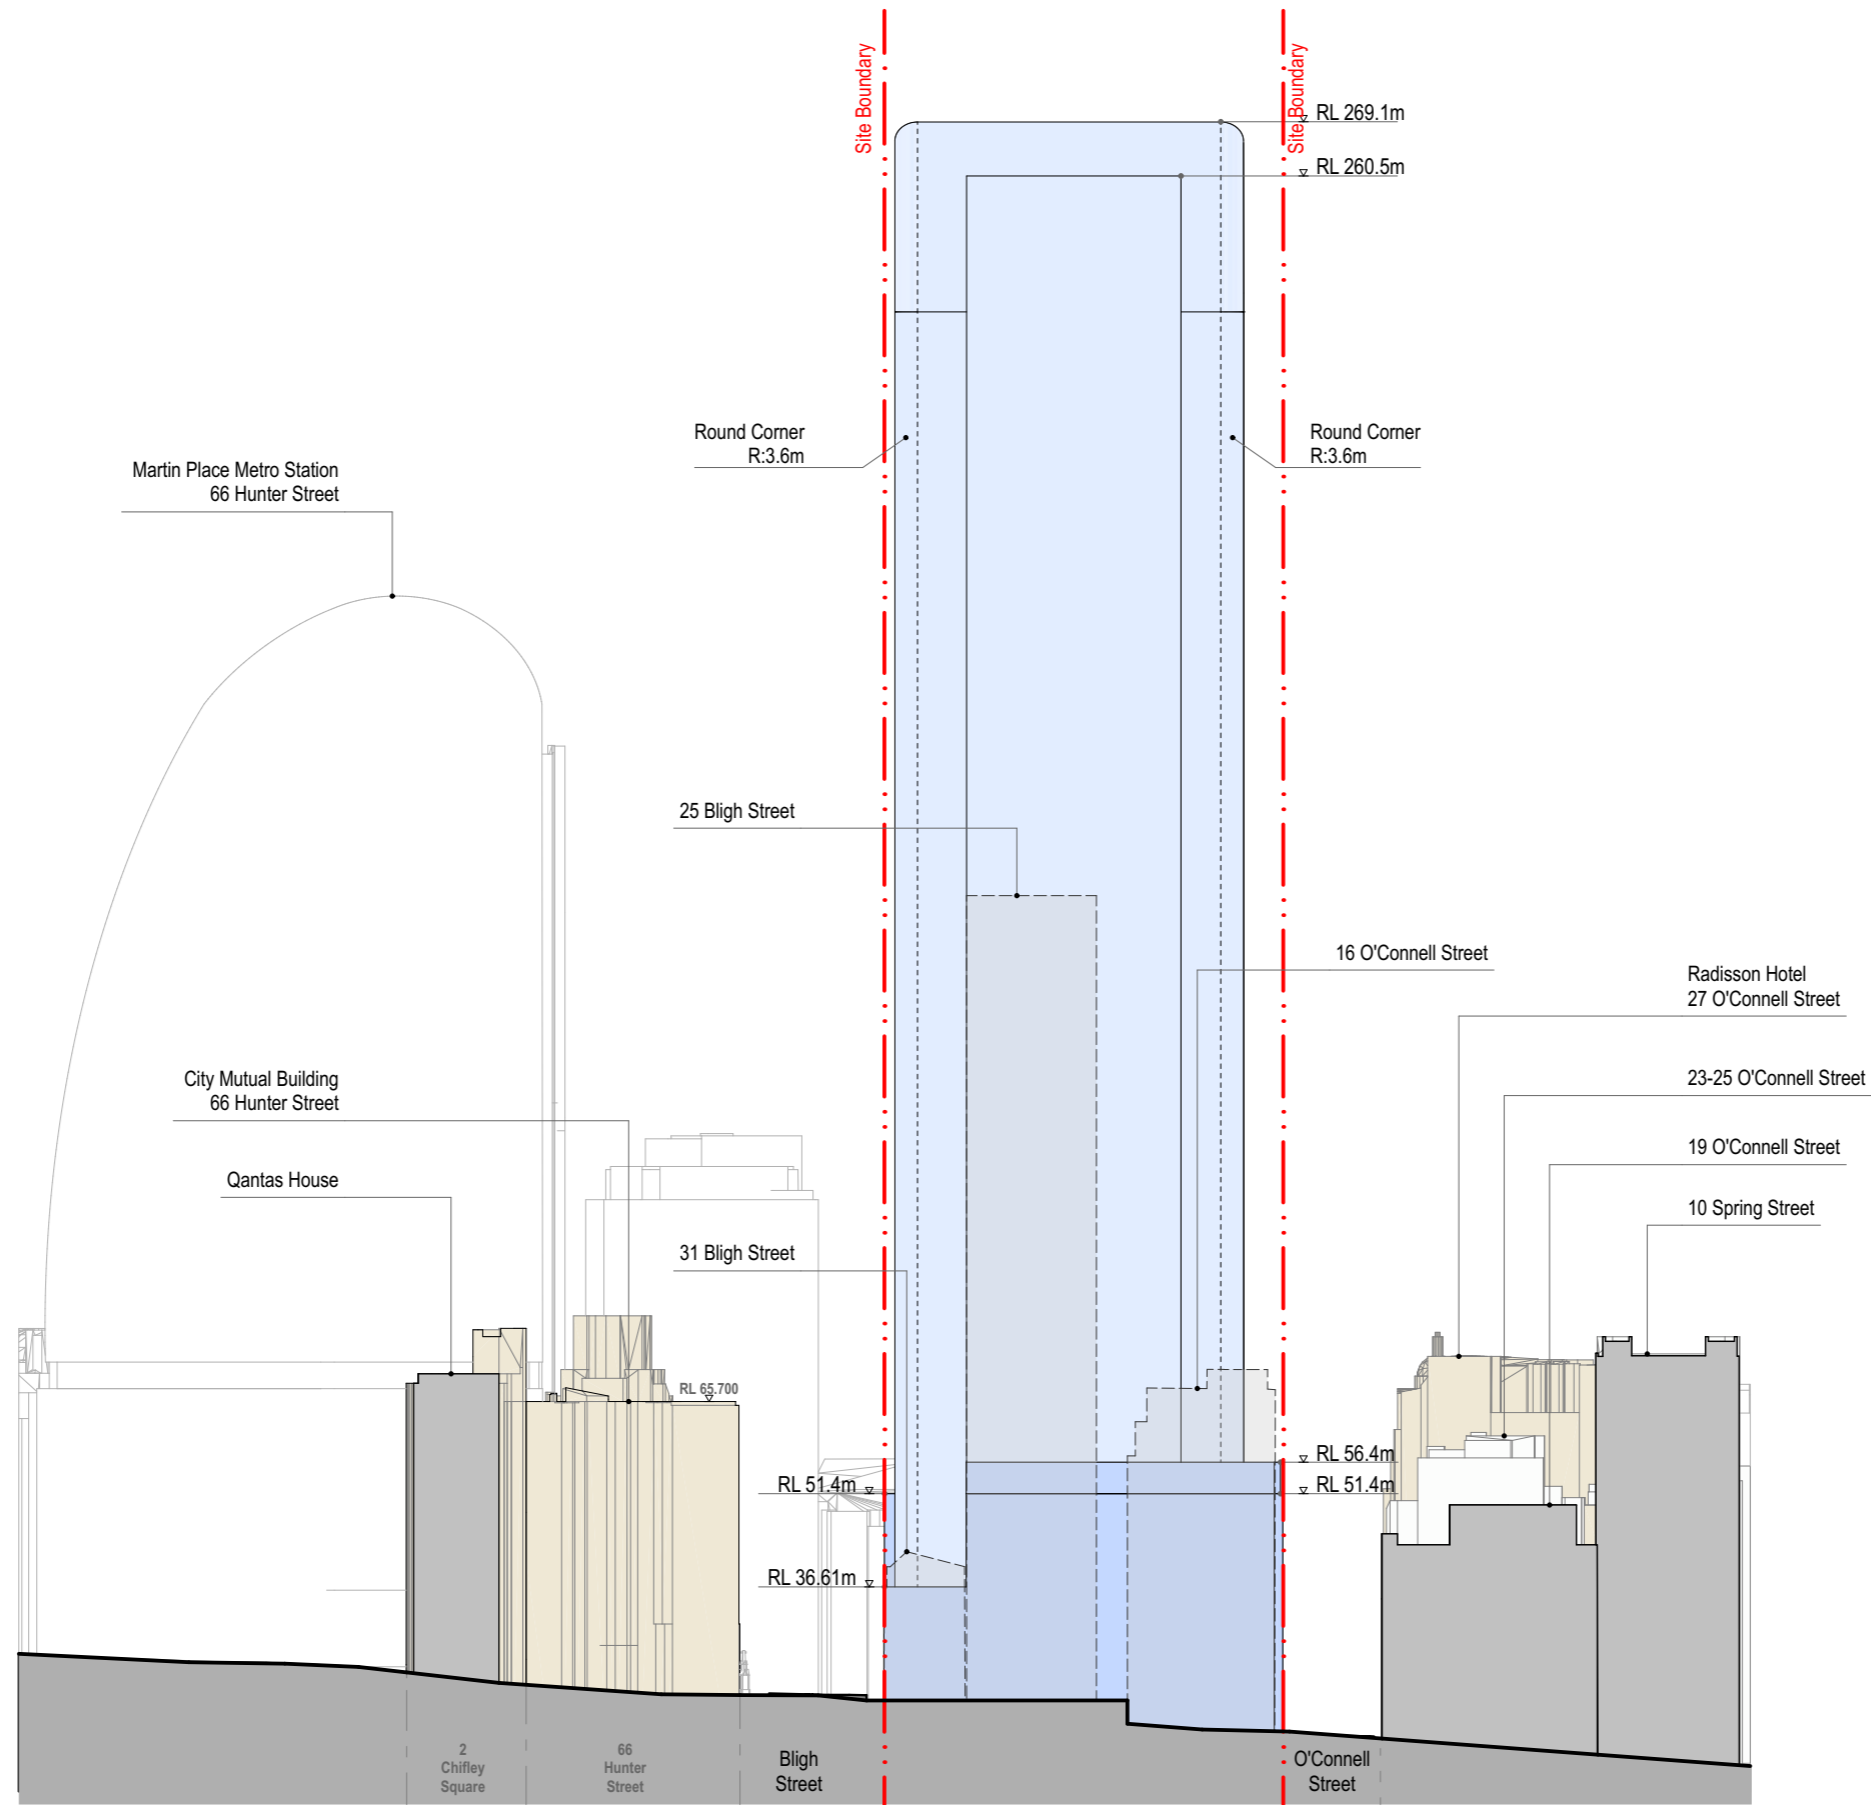 Site Boundary
Site Boundary
RL 269.1m
RL 260.5m
Round Corner
R:3.6m
Round Corner
R:3.6m
Martin Place Metro Station
66 Hunter Street
25 Bligh Street
16 O'Connell Street
Radisson Hotel
27 O'Connell Street
City Mutual Building
66 Hunter Street
23-25 O'Connell Street
19 O'Connell Street
Qantas House
10 Spring Street
31 Bligh Street
RL 65.700
RL 56.4m
RL 51.4m
RL 51.4m
RL 36.61m
2
Chifley
Square
66
Hunter
Street
Bligh
Street
O'Connell
Street